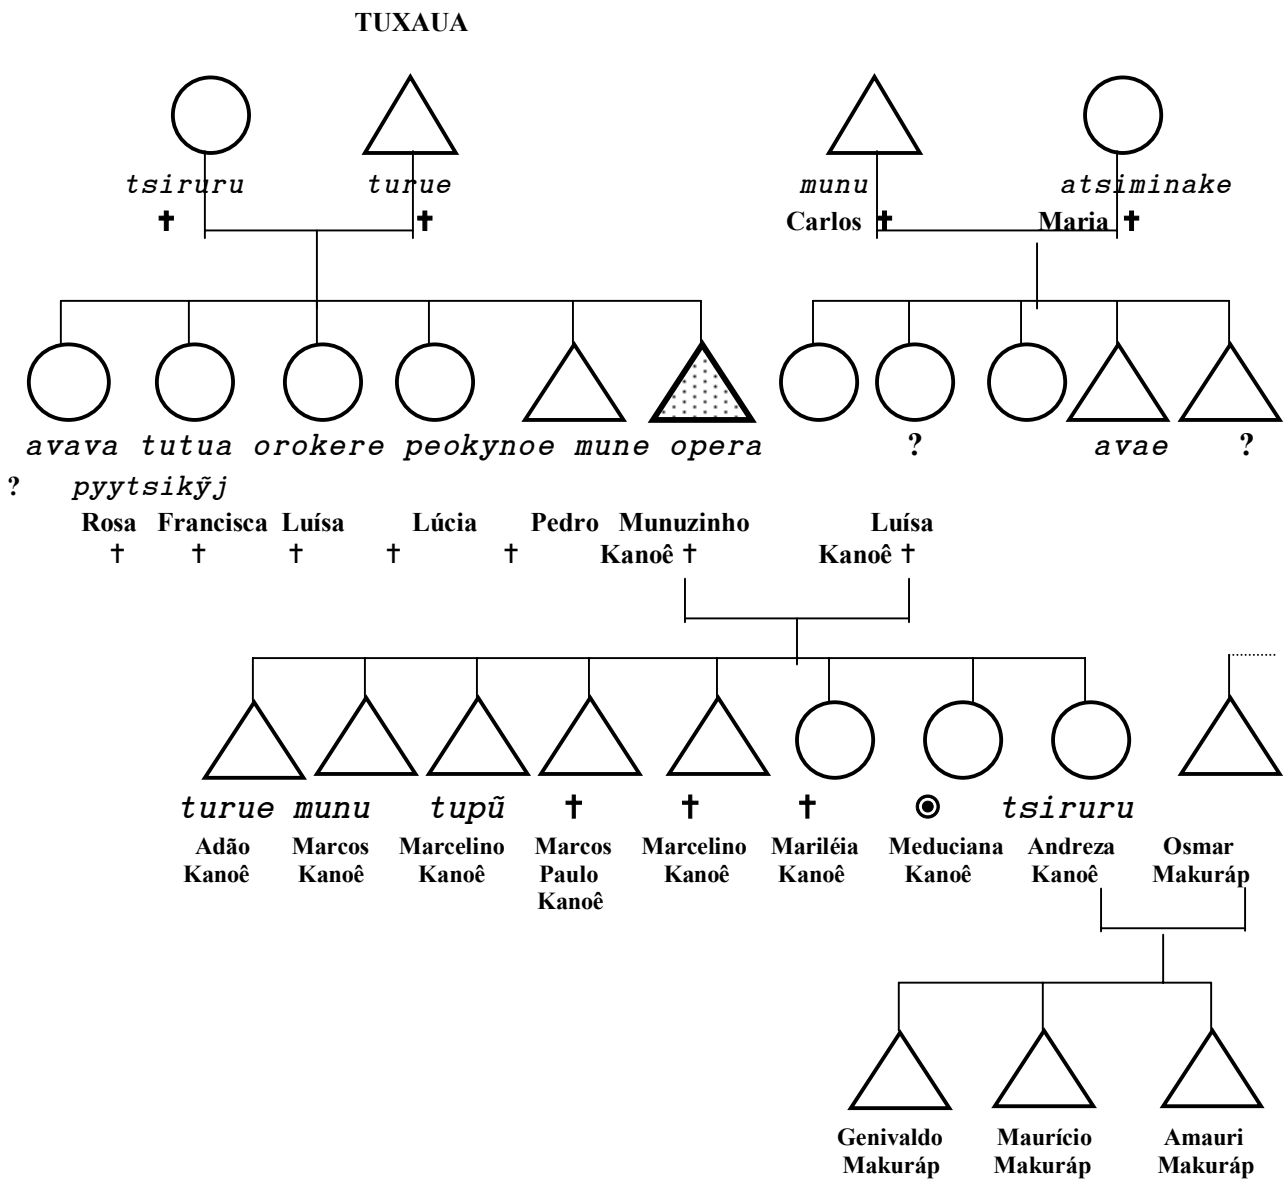 TUXAUA
tsiruru turue munu atsiminake
✝ ✝ Carlos ✝ Maria ✝
avava tutua orokere peokynoe mune opera ? avae ?
? pyytsikỹj
Rosa Francisca Luísa Lúcia Pedro Munuzinho Luísa
✝ ✝ ✝ ✝ ✝ Kanoê ✝ Kanoê ✝
turue munu tupũ ✝ ✝ ✝ ◉ tsiruru
Adão Marcos Marcelino Marcos Marcelino Mariléia Meduciana Andreza Osmar
Kanoê Kanoê Kanoê Paulo Kanoê Kanoê Kanoê Kanoê Makuráp
Kanoê
Genivaldo Maurício Amauri
Makuráp Makuráp Makuráp